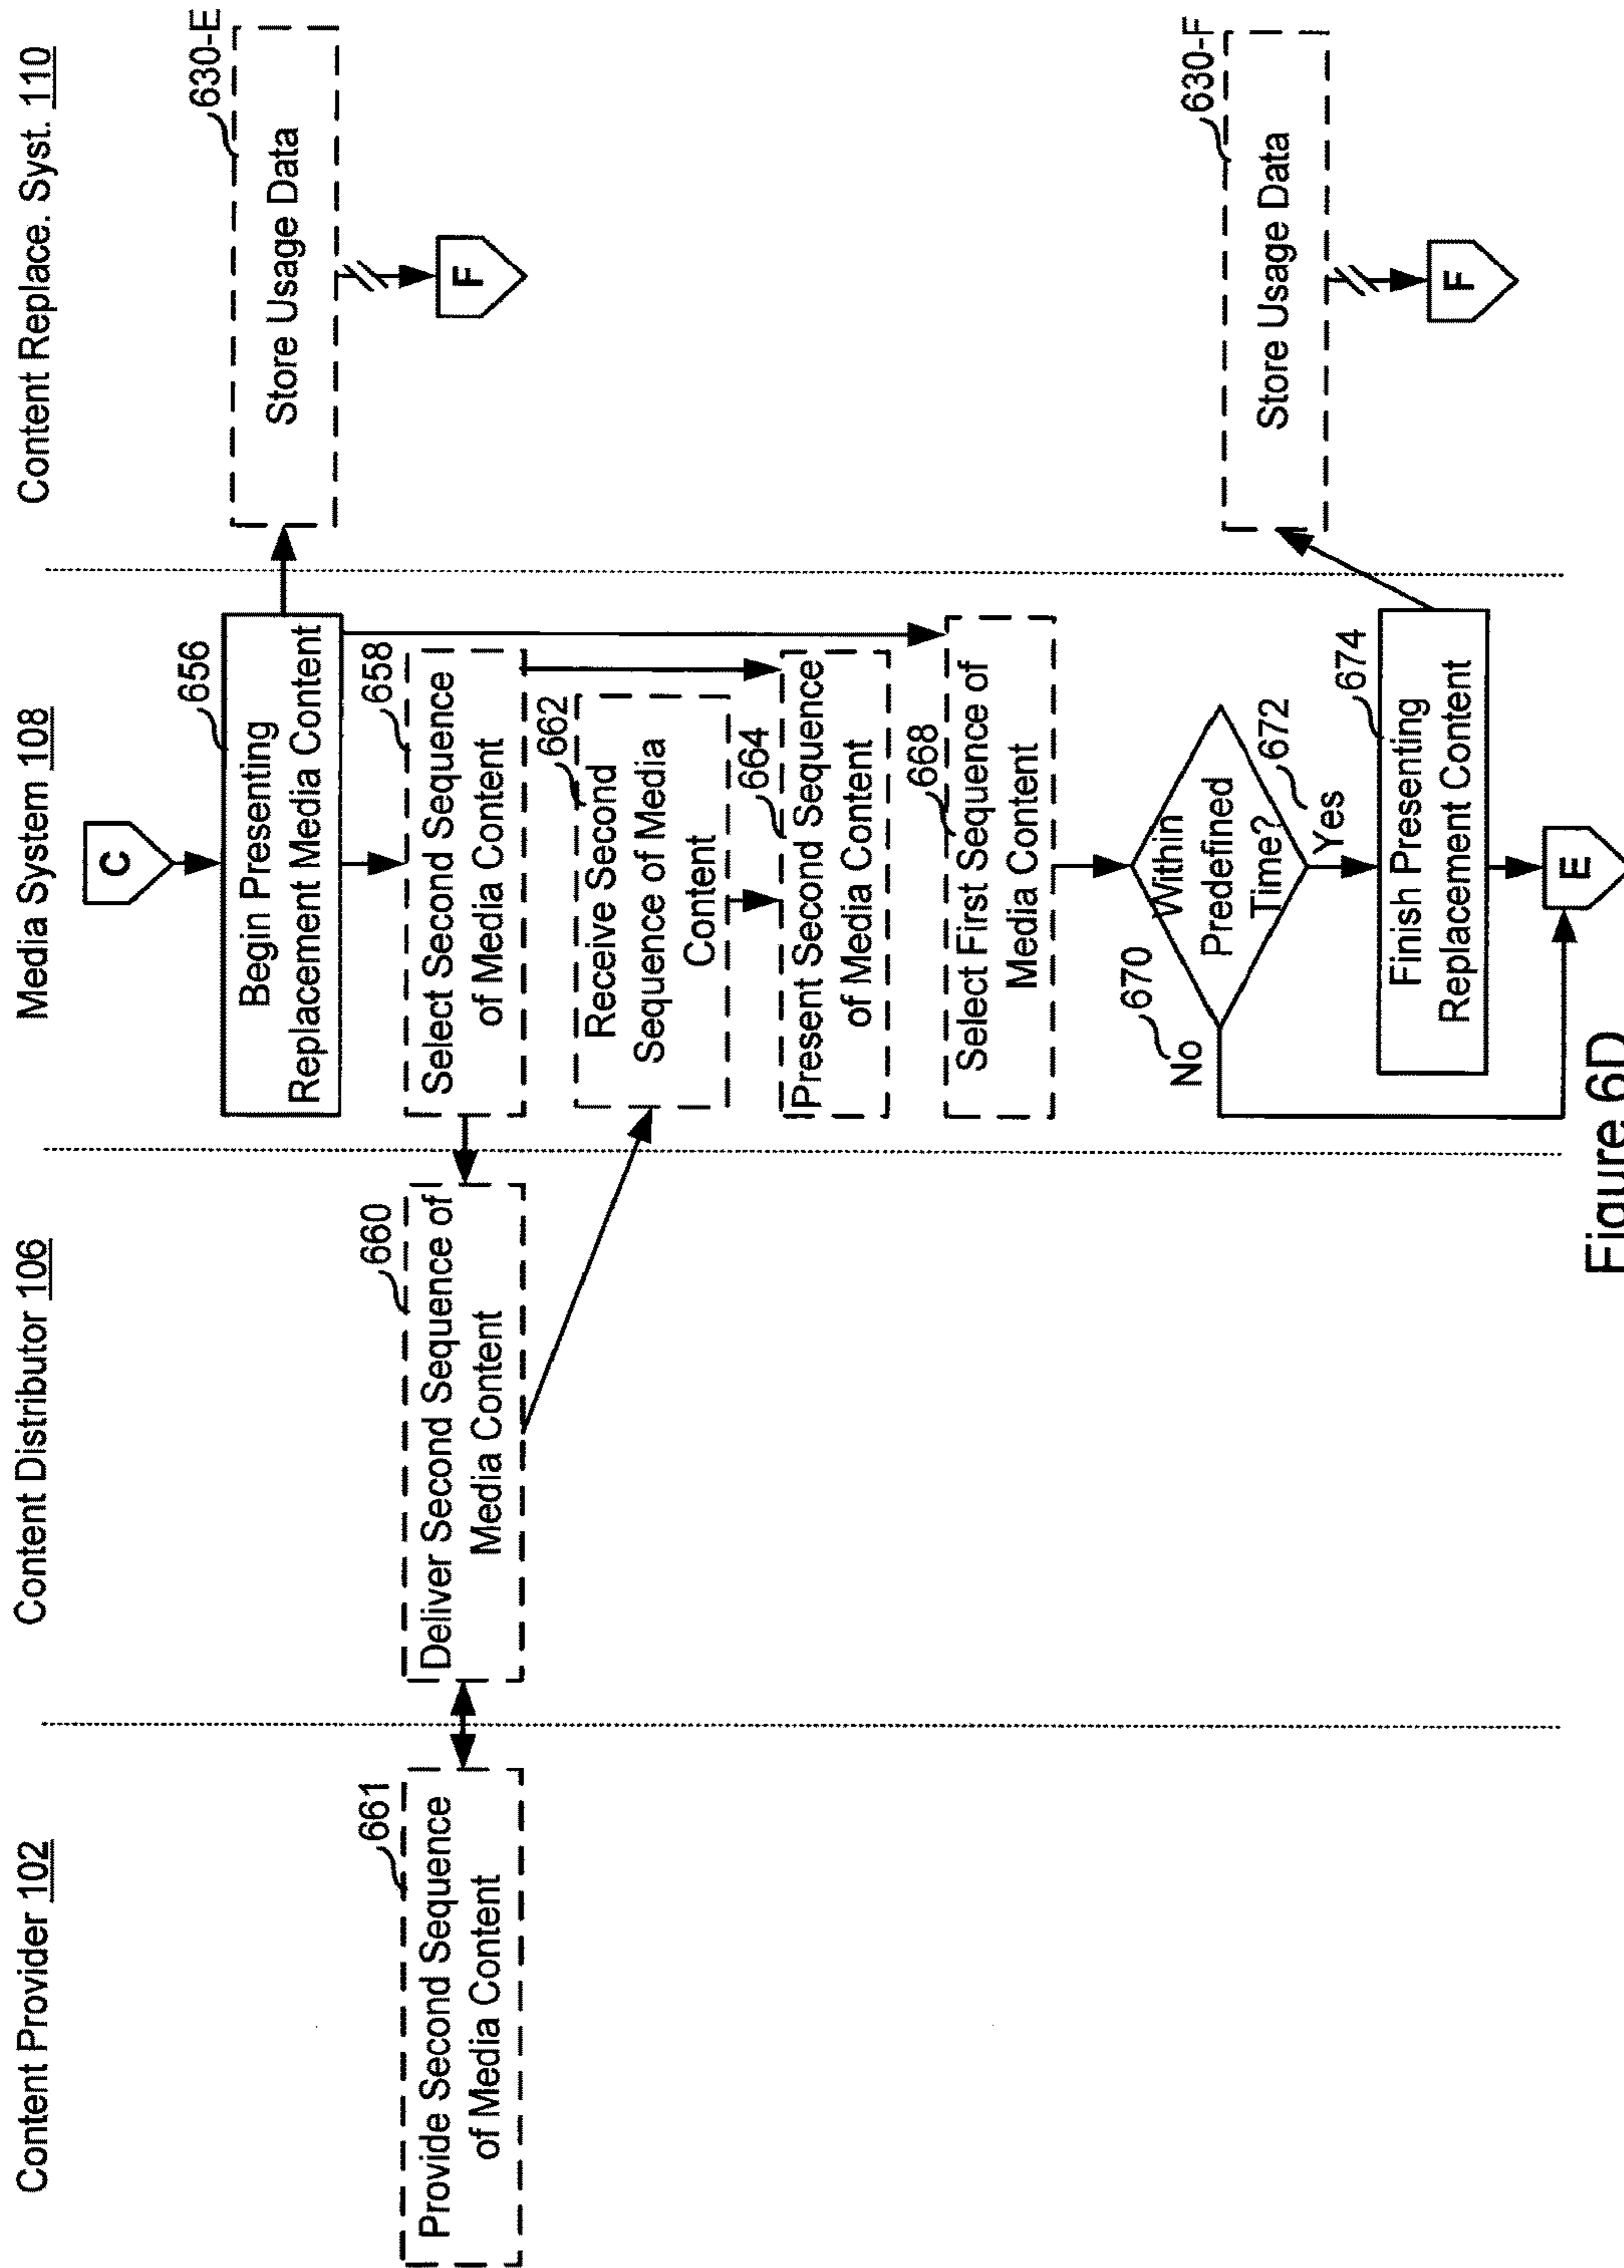 Content Provider 102
Content Distributor 106
Media System 108
Content Replace. Syst. 110
C
656
Begin Presenting
Replacement Media Content
630-E
Store Usage Data
F
661
Provide Second Sequence
of Media Content
660
Deliver Second Sequence of
Media Content
658
Select Second Sequence
of Media Content
662
Receive Second
Sequence of Media
Content
664
Present Second Sequence
of Media Content
668
Select First Sequence of
Media Content
Within
Predefined
Time?
670
No
672
Yes
674
Finish Presenting
Replacement Content
630-F
Store Usage Data
F
E
Figure 6D